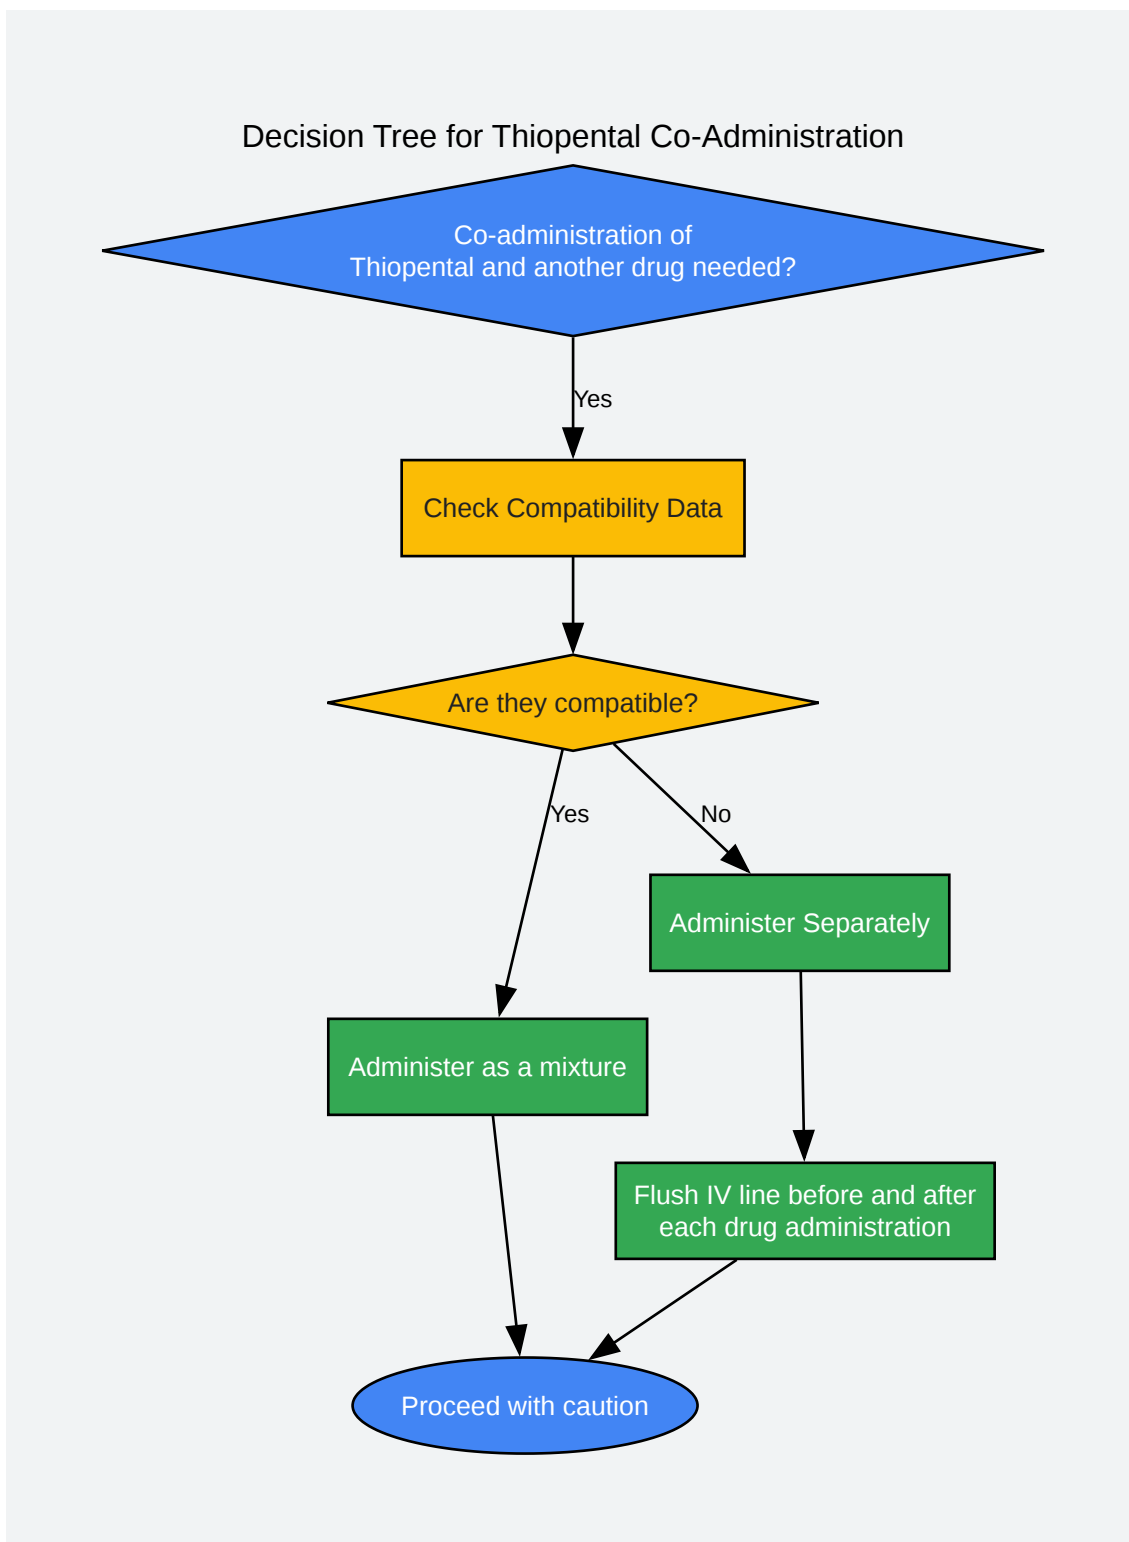 Decision Tree for Thiopental Co-Administration
Co-administration of
Thiopental and another drug needed?
Yes
Check Compatibility Data
Are they compatible?
Yes
No
Administer Separately
Administer as a mixture
Flush IV line before and after
each drug administration
Proceed with caution